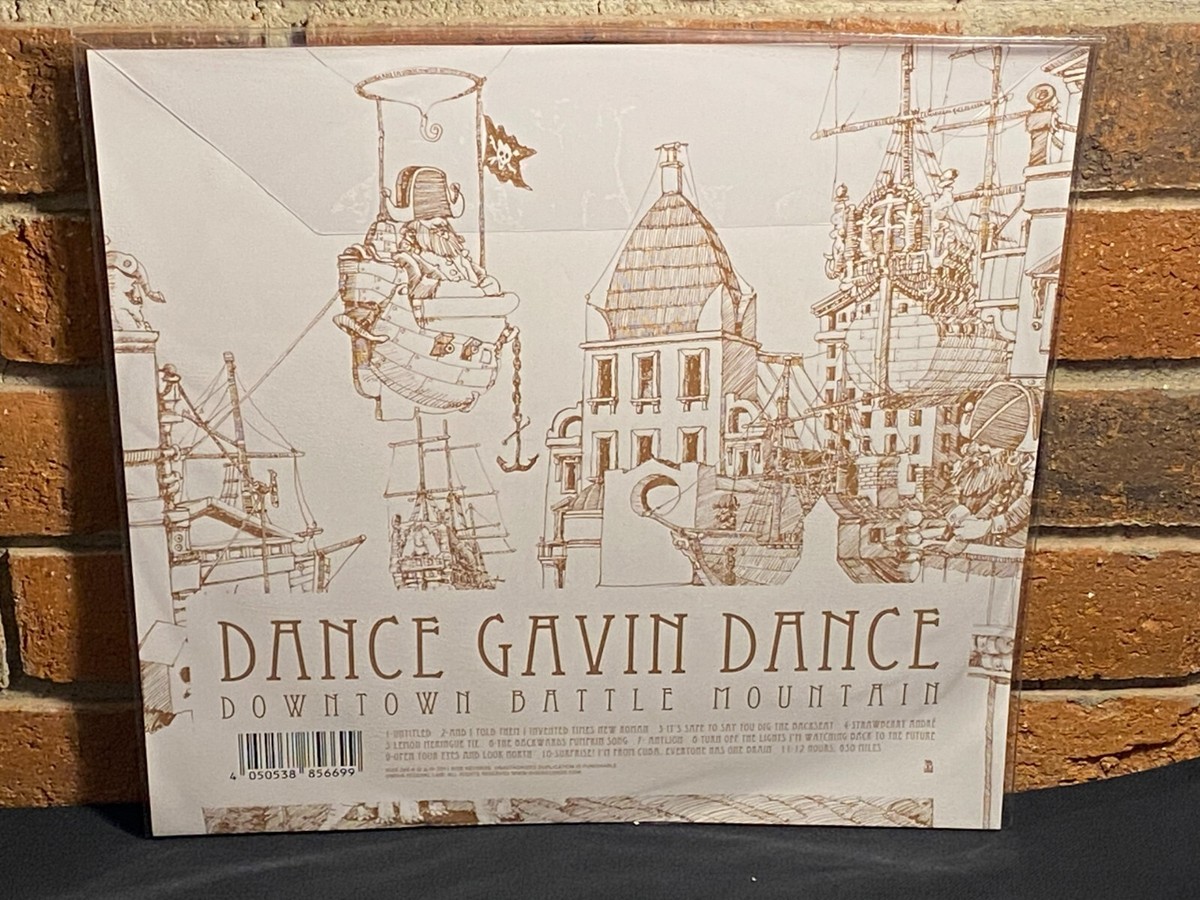 DANCE GAVIN DANCE
DOWNTOWN BATTLE MOUNTAIN
1-UNTITLED 2-AND I TOLD THEM I INVENTED TIMES NEW ROMAN 3-IT'S SAFE TO SAY YOU DIG THE BACKSEAT 4-STRAWBERRY ANDRÉ
5-LEMON MERINGUE TIE 6-THE BACKWARDS PUMPKIN SONG 7-ANTLION 8-TURN OFF THE LIGHTS I'M WATCHING BACK TO THE FUTURE
9-OPEN YOUR EYES AND LOOK NORTH 10-SURPRISE! I'M FROM CUBA, EVERYONE HAS ONE BRAIN 11-12 HOURS, 630 MILES
4 050538 856699